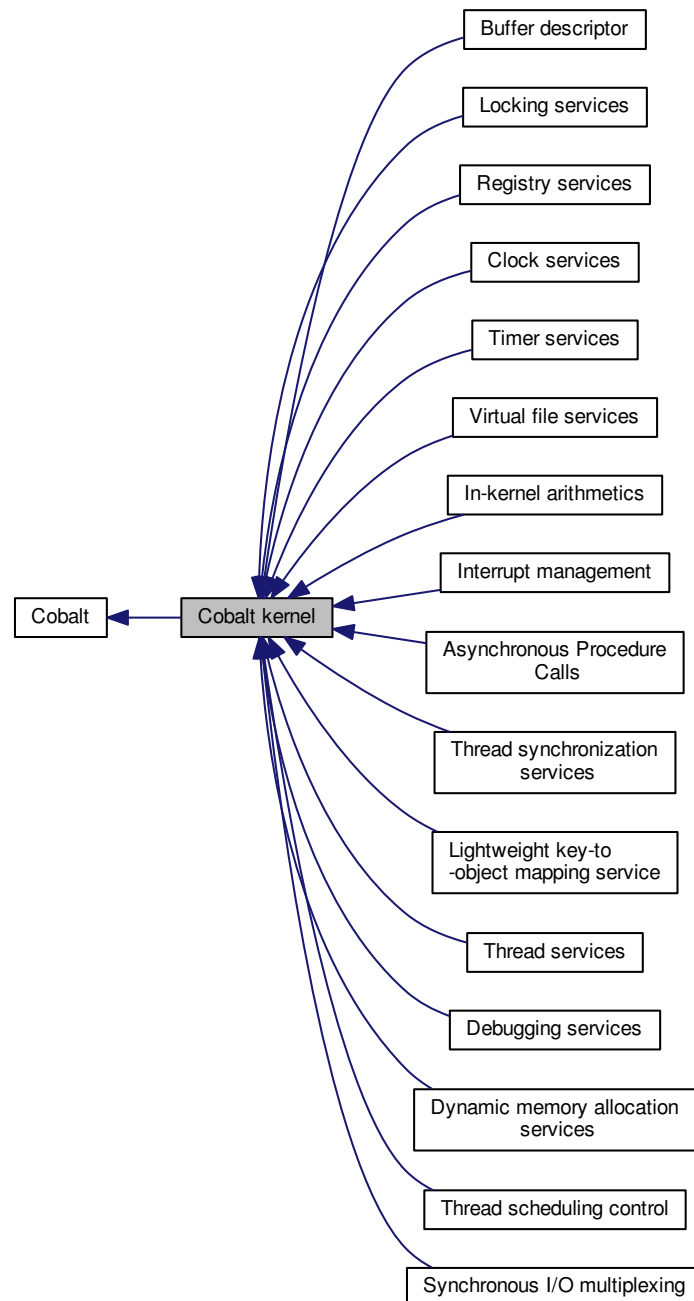 Buffer descriptor
Locking services
Registry services
Clock services
Timer services
Virtual file services
In-kernel arithmetics
Interrupt management
Cobalt
Cobalt kernel
Asynchronous Procedure
Calls
Thread synchronization
services
Lightweight key-to
-object mapping service
Thread services
Debugging services
Dynamic memory allocation
services
Thread scheduling control
Synchronous I/O multiplexing